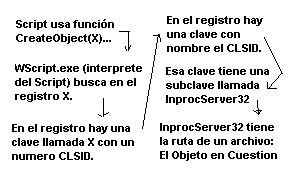 Script usa función
CreateObject(X)...
WScript.exe (interprete
del Script) busca en el
registro X.
En el registro hay una
clave llamada X con un
numero CLSID.
En el registro hay
una clave con
nombre el CLSID.
Esa clave tiene una
subclave llamada
InprocServer32
InprocServer32 tiene
la ruta de un archivo:
El Objeto en Cuestion